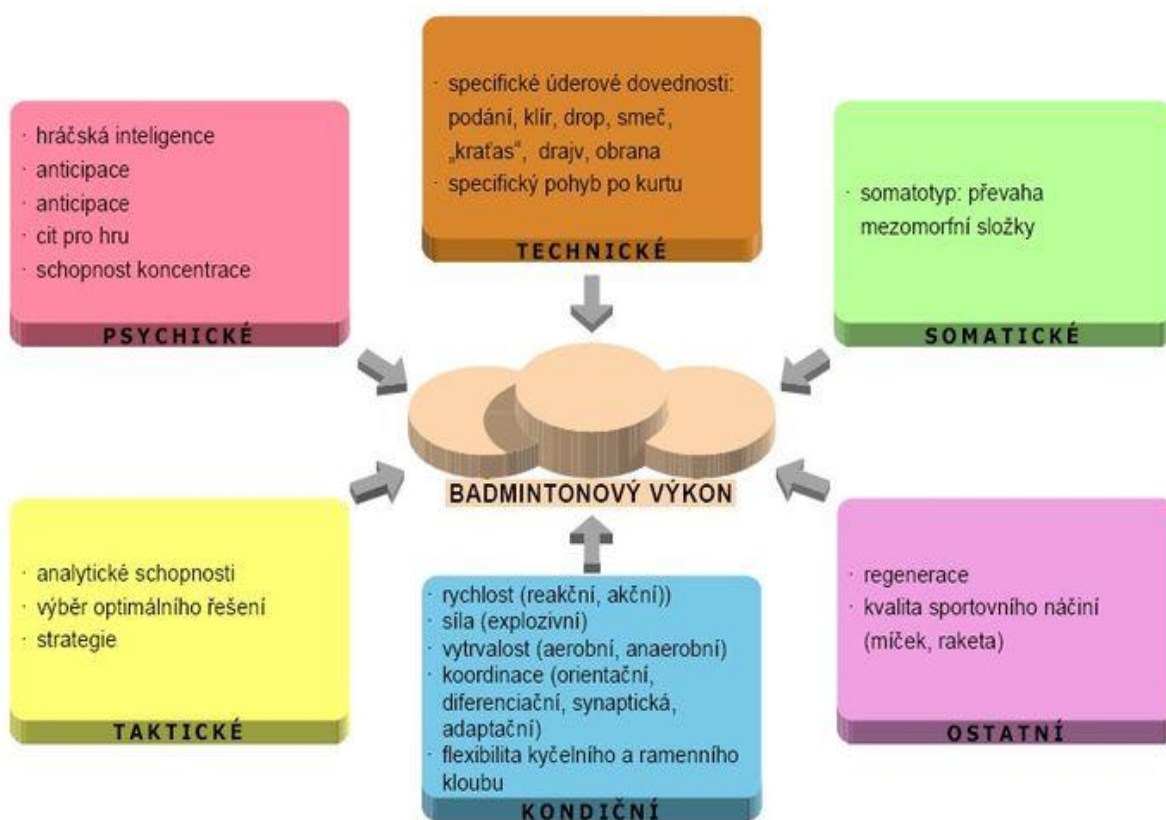 · specifické úderové dovednosti:
podání, klír, drop, smeč,
„kraťas“, drajv, obrana
· specifický pohyb po kurtu
TECHNICKÉ
· hráčská inteligence
· anticipace
· anticipace
· cit pro hru
· schopnost koncentrace
PSYCHICKÉ
· somatotyp: převaha
mezomorfní složky
SOMATICKÉ
BADMINTONOVÝ VÝKON
· analytické schopnosti
· výběr optimálního řešení
· strategie
TAKTICKÉ
· rychlost (reakční, akční))
· síla (explozivní)
· vytrvalost (aerobní, anaerobní)
· koordinace (orientační,
diferenciační, synaptická,
adaptační)
· flexibilita kyčelního a ramenního
kloubu
KONDIČNÍ
· regenerace
· kvalita sportovního náčiní
(míček, raketa)
OSTATNÍ